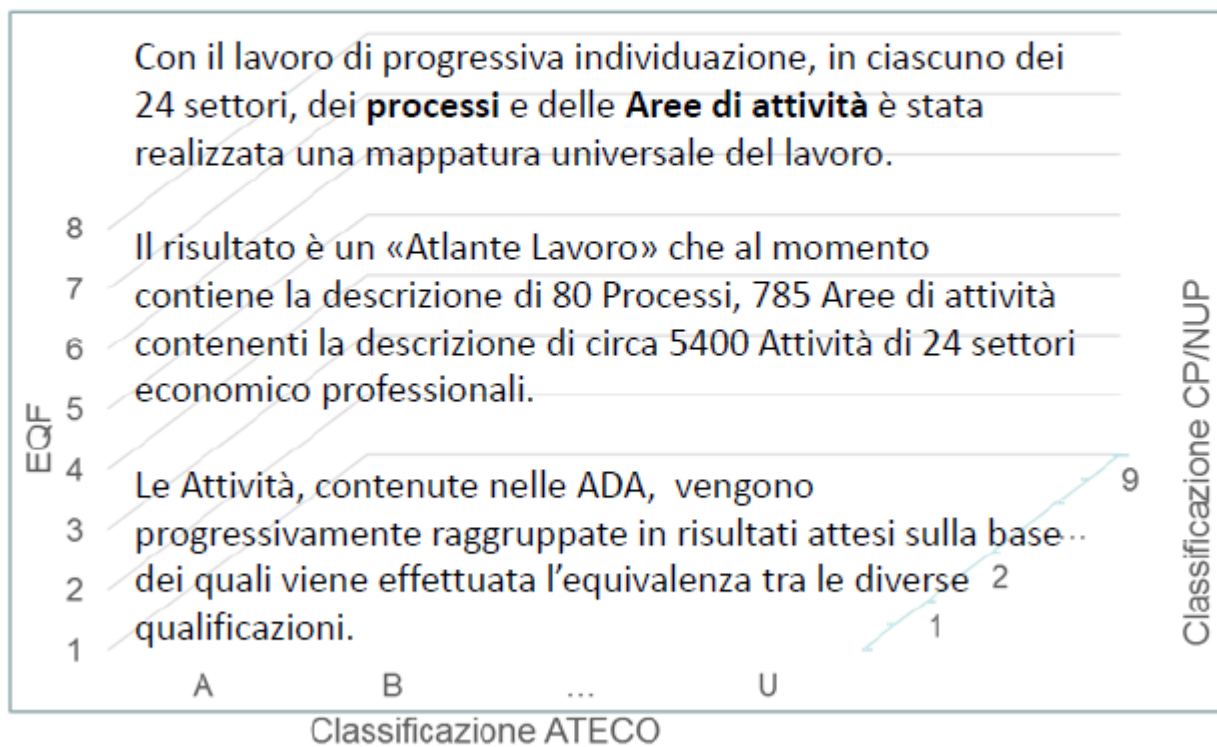 Con il lavoro di progressiva individuazione, in ciascuno dei
24 settori, dei processi e delle Aree di attività è stata
realizzata una mappatura universale del lavoro.
8
Il risultato è un «Atlante Lavoro» che al momento
7
contiene la descrizione di 80 Processi, 785 Aree di attività
6
contenenti la descrizione di circa 5400 Attività di 24 settori
economico professionali.
5
EQF
4
Le Attività, contenute nelle ADA, vengono
9
3
progressivamente raggruppate in risultati attesi sulla base
...
2
dei quali viene effettuata l'equivalenza tra le diverse
2
qualificazioni.
1
1
A B ... U
Classificazione ATECO
Classificazione CP/NUP